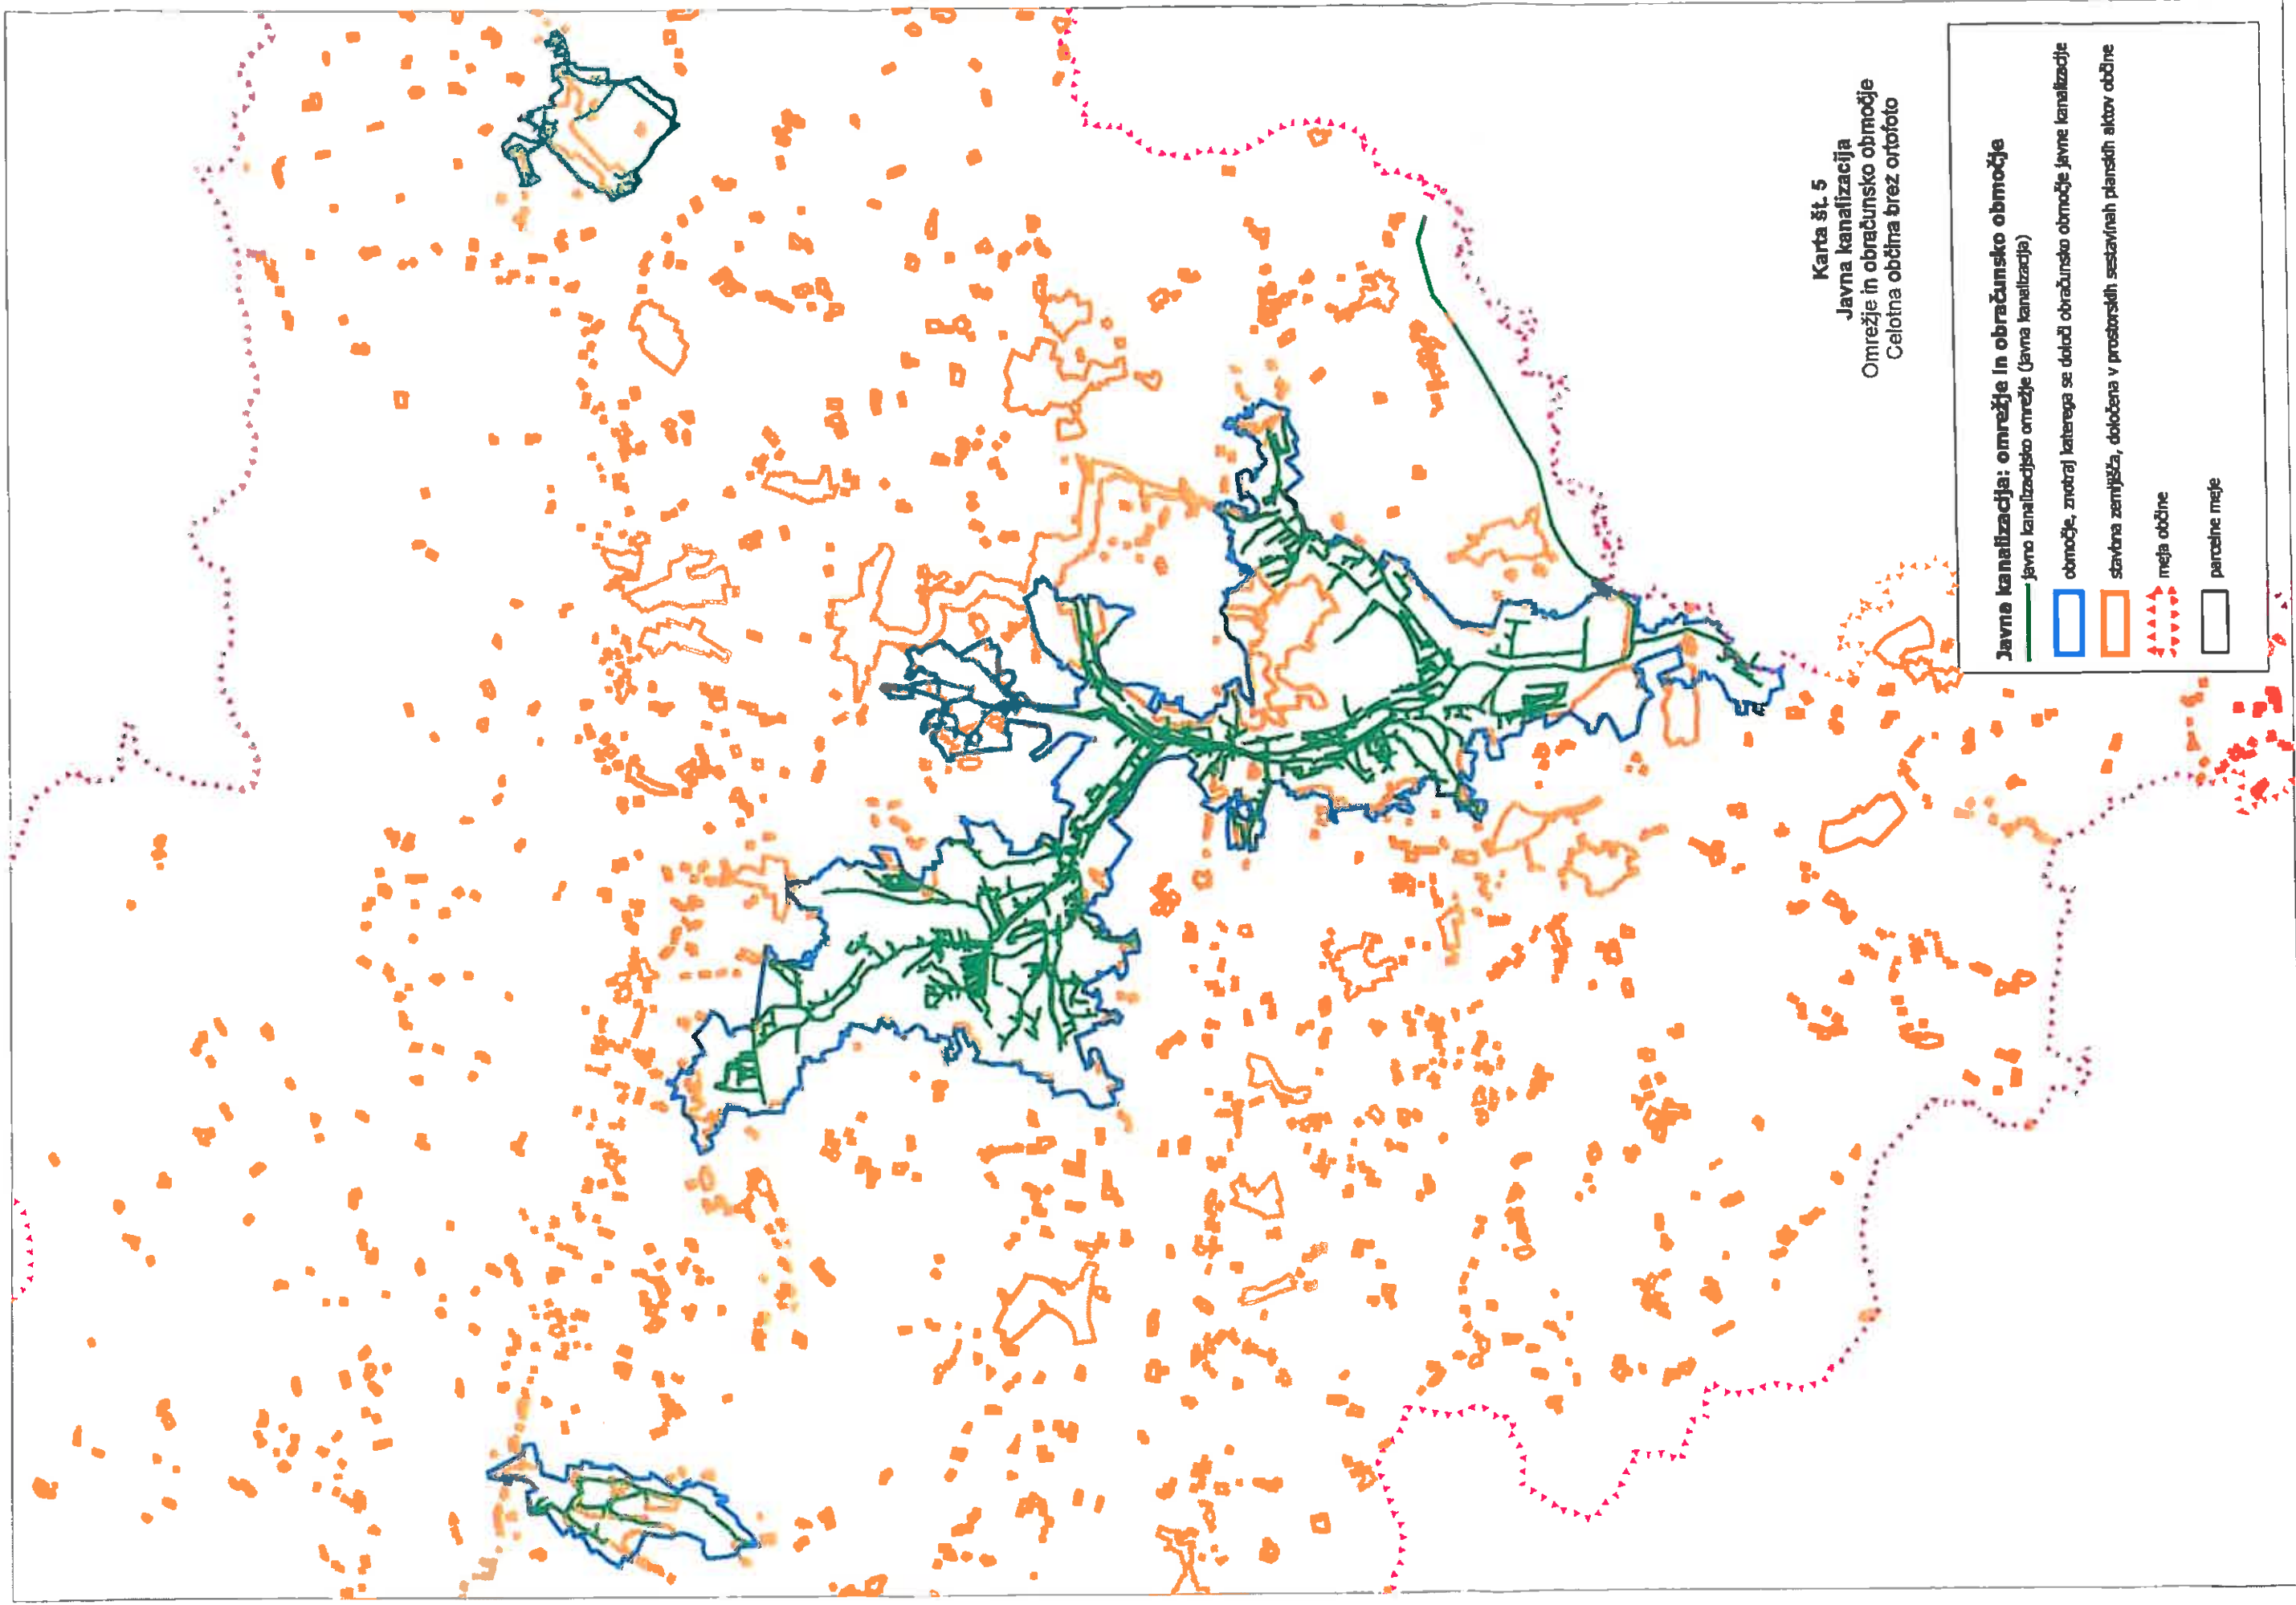 Karta št. 5
Javna kanalizacija
Omrežje in obračunsko območje
Celotna občina brez ortofoto
Javna kanalizacija: omrežje in obračunsko območje
javno kanalizacijsko omrežje (javna kanalizacija)
območje, znotraj katerega se določi obračunsko območje javne kanalizacije
stavbna zemljišča, določena v prostorskih sestavinah planskih aktov občine
meja občine
parcelne meje